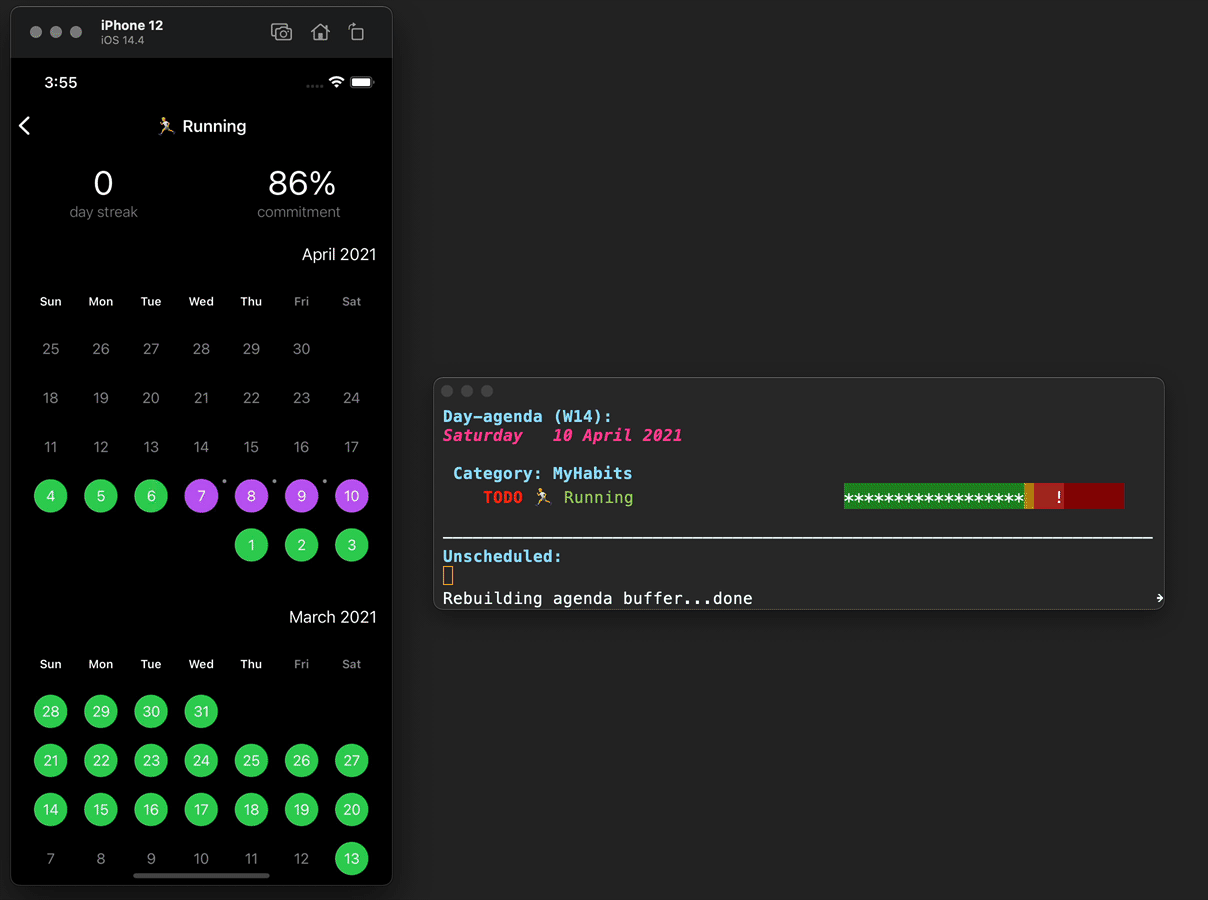 iPhone 12
iOS 14.4
3:55
🏃 Running
0 86%
day streak commitment
April 2021
Sun Mon Tue Wed Thu Fri Sat
25 26 27 28 29 30
18 19 20 21 22 23 24
11 12 13 14 15 16 17
4 5 6 7 8 9 10
1 2 3
March 2021
Sun Mon Tue Wed Thu Fri Sat
28 29 30 31
21 22 23 24 25 26 27
14 15 16 17 18 19 20
7 8 9 10 11 12 13
Day-agenda (W14):
Saturday 10 April 2021
Category: MyHabits
TODO 🏃 Running ****************** !
Unscheduled:
Rebuilding agenda buffer...done